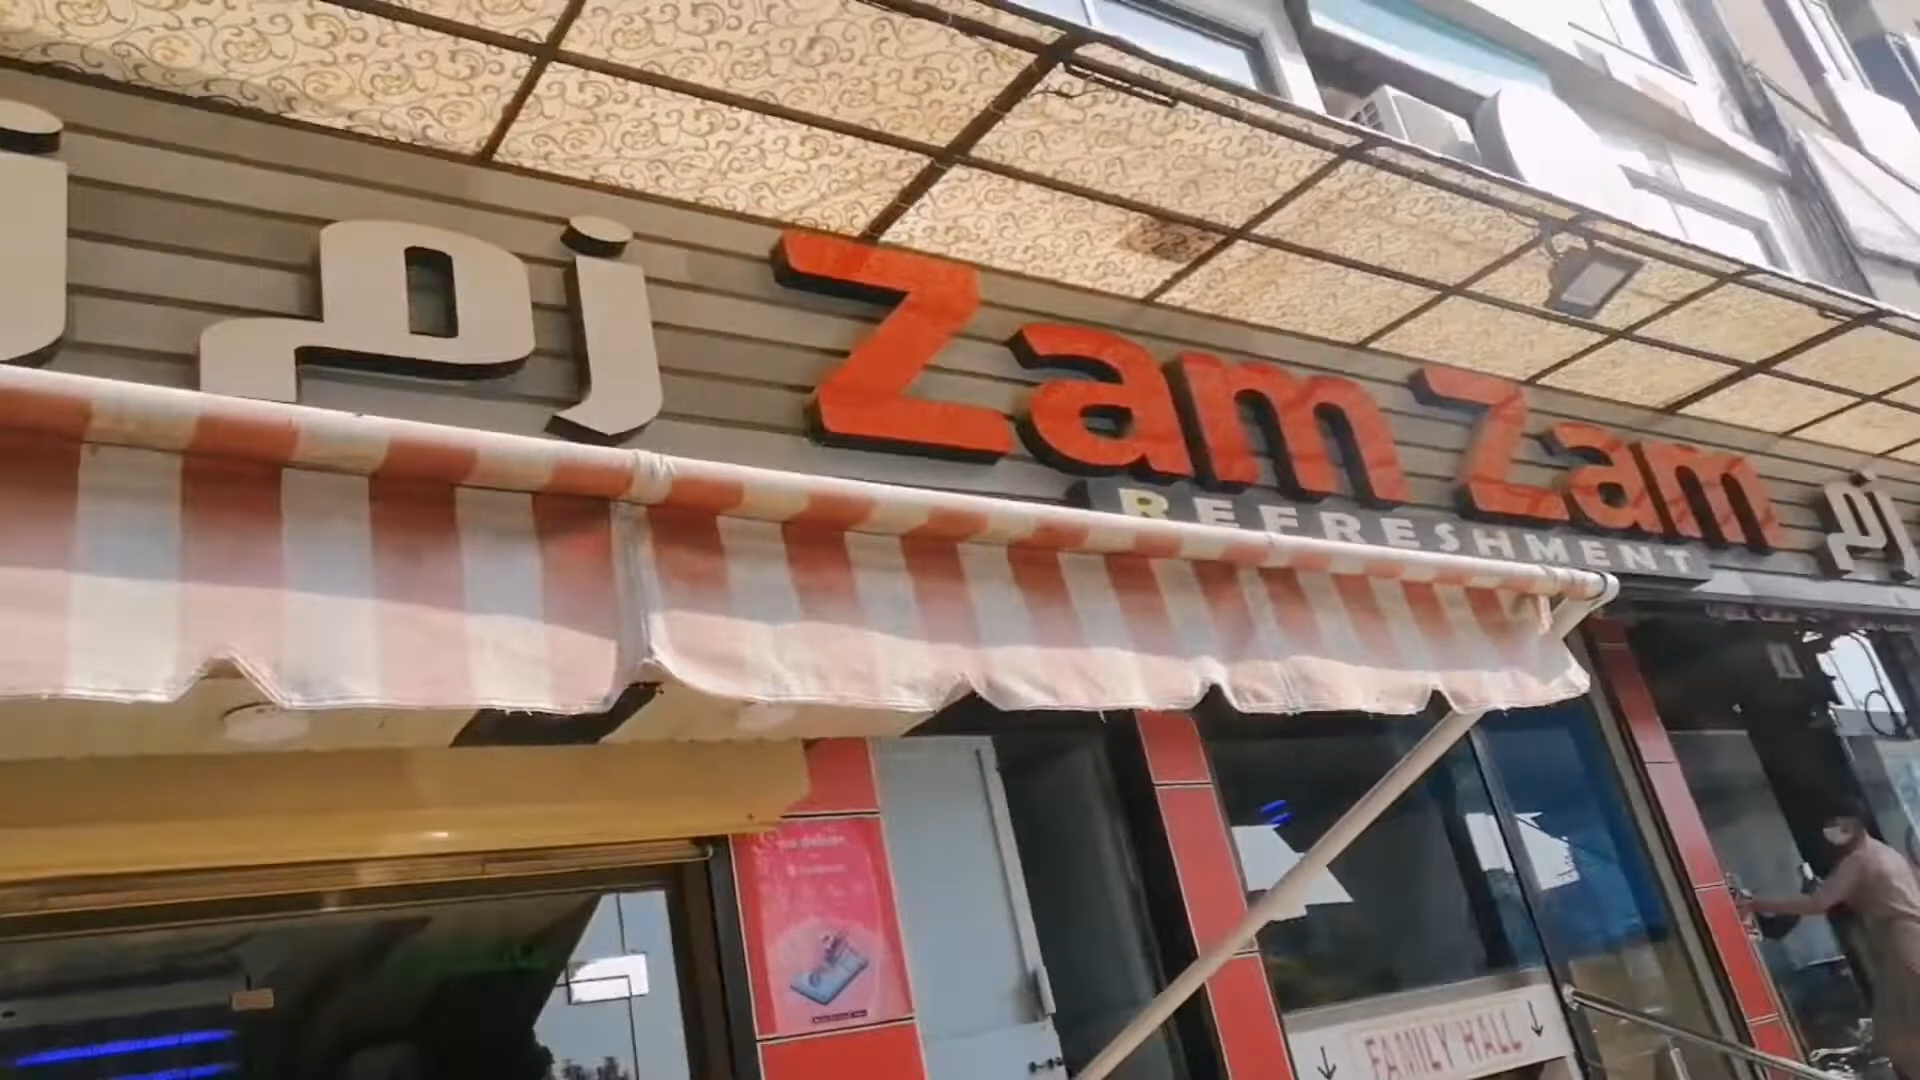 زم
Zam Zam
زم
REFRESHMENT
FAMILY HALL